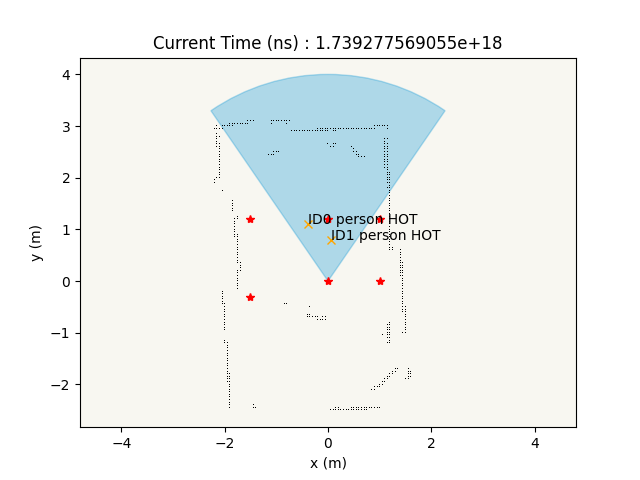 Current Time (ns) : 1.739277569055e+18
4
3
2
1
0
−1
−2
y (m)
ID0 person HOT
ID1 person HOT
−4
−2
0
2
4
x (m)